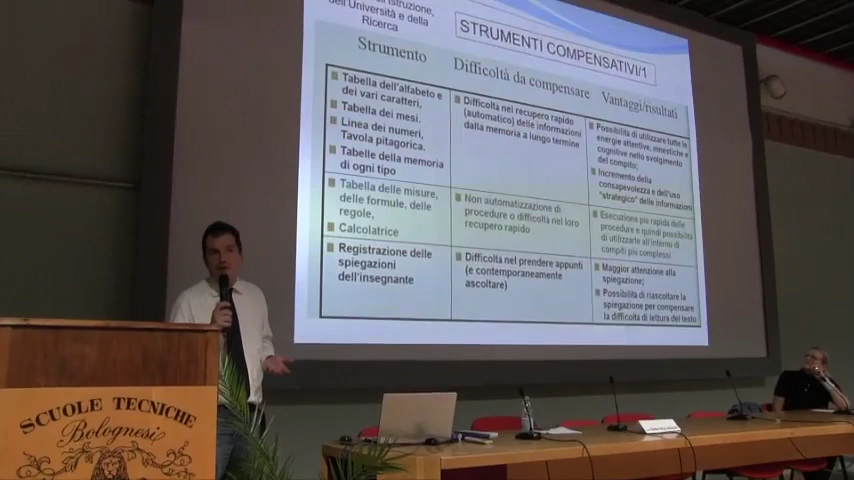 dell'Università e della
Ricerca
STRUMENTI COMPENSATIVI/1
Strumento
Difficoltà da compensare
Vantaggi/risultati
Tabella dell'alfabeto e
dei vari caratteri,
Tabella dei mesi.
Linea dei numeri,
Tavola pitagorica.
Tabelle della memoria
di ogni tipo
Difficoltà nel recupero rapido
(automatico) delle informazioni
dalla memoria a lungo termine
Possibilità di utilizzare tutte le
energie attentive, mnestiche e
cognitive nello svolgimento
del compito;
Incremento della
consapevolezza e dell'uso
"strategico" delle informazioni
Tabella delle misure,
delle formule, delle
regole,
Calcolatrice
Non automatizzazione di
procedure o difficoltà nel loro
recupero rapido
Esecuzione più rapida delle
procedure e quindi possibilità
di utilizzarle all'interno di
compiti più complessi
Registrazione delle
spiegazioni
dell'insegnante
Difficoltà nel prendere appunti
(e contemporaneamente
ascoltare)
Maggior attenzione alla
spiegazione;
Possibilità di riascoltare la
spiegazione per compensare
la difficoltà di lettura del testo
SCUOLE TECNICHE
Bolognesi